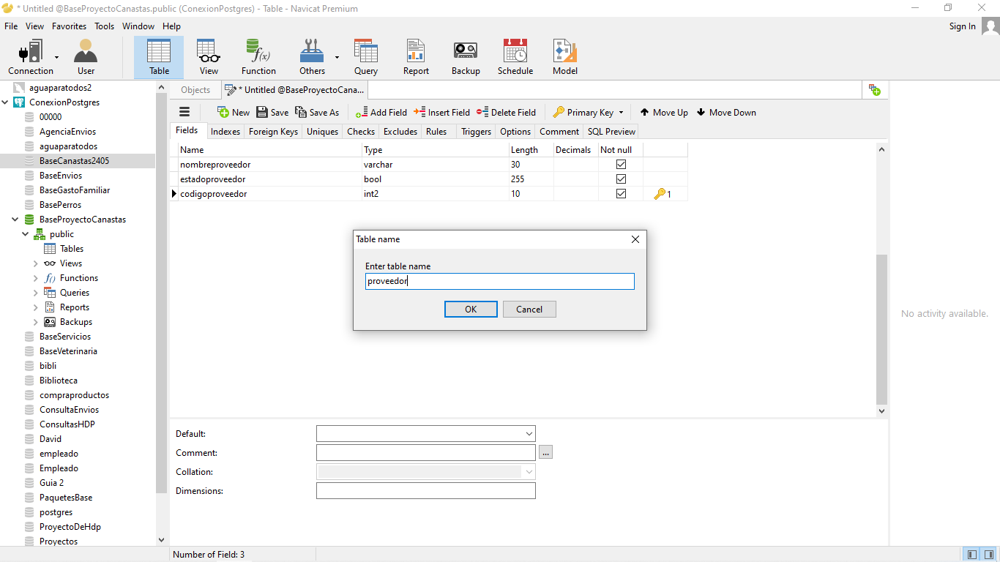 * Untitled @BaseProyectoCanastas.public (ConexionPostgres) - Table - Navicat Premium
File View Favorites Tools Window Help
Sign In
Connection User Table View Function Others Query Report Backup Schedule Model
aguaparatodos2
ConexionPostgres
00000
AgenciaEnvios
aguaparatodos
BaseCanastas2405
BaseEnvios
BaseGastoFamiliar
BasePerros
BaseProyectoCanastas
public
Tables
Views
Functions
Queries
Reports
Backups
BaseServicios
BaseVeterinaria
bibli
Biblioteca
compraproductos
ConsultaEnvios
ConsultasHDP
David
empleado
Empleado
Guia 2
PaquetesBase
postgres
ProyectoDeHdp
Proyectos
Objects * Untitled @BaseProyectoCana...
New Save Save As Add Field Insert Field Delete Field Primary Key Move Up Move Down
Fields Indexes Foreign Keys Uniques Checks Excludes Rules Triggers Options Comment SQL Preview
Name Type Length Decimals Not null
nombreproveedor varchar 30
estadoproveedor bool 255
codigoproveedor int2 10 1
Table name
Enter table name
proveedor
OK Cancel
No activity available.
Default:
Comment: ...
Collation:
Dimensions:
Number of Field: 3